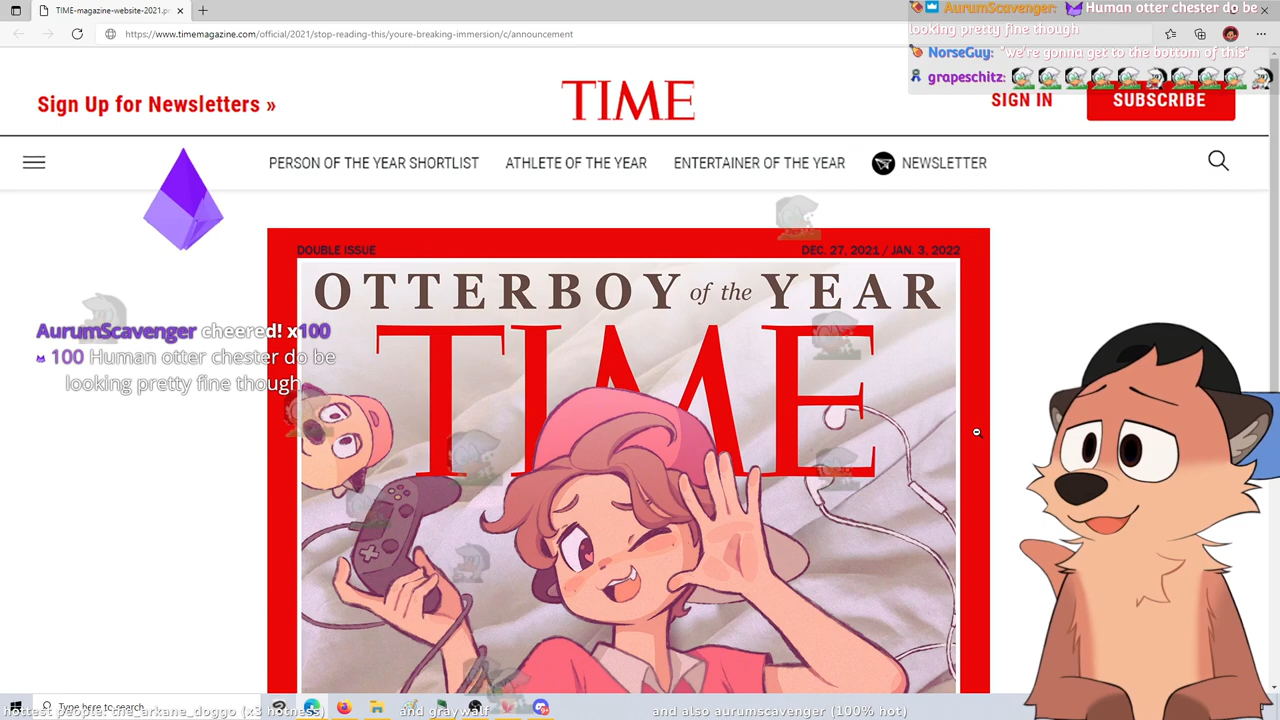 TIME-magazine-website-2021.p
https://www.timemagazine.com/official/2021/stop-reading-this/youre-breaking-immersion/c/announcement
AurumScavenger: Human otter chester do be
looking pretty fine though
NorseGuy: "we're gonna get to the bottom of this"
grapeschitz:
Sign Up for Newsletters »
TIME
SIGN IN
SUBSCRIBE
PERSON OF THE YEAR SHORTLIST
ATHLETE OF THE YEAR
ENTERTAINER OF THE YEAR
NEWSLETTER
DOUBLE ISSUE
DEC. 27, 2021 / JAN. 3, 2022
OTTERBOY of the YEAR
TIME
AurumScavenger cheered! x100
100 Human otter chester do be
looking pretty fine though
Type here to search
hottest people: the_arkane_doggo (x3 hotness)
and graywalf
and also aurumscavenger (100% hot)